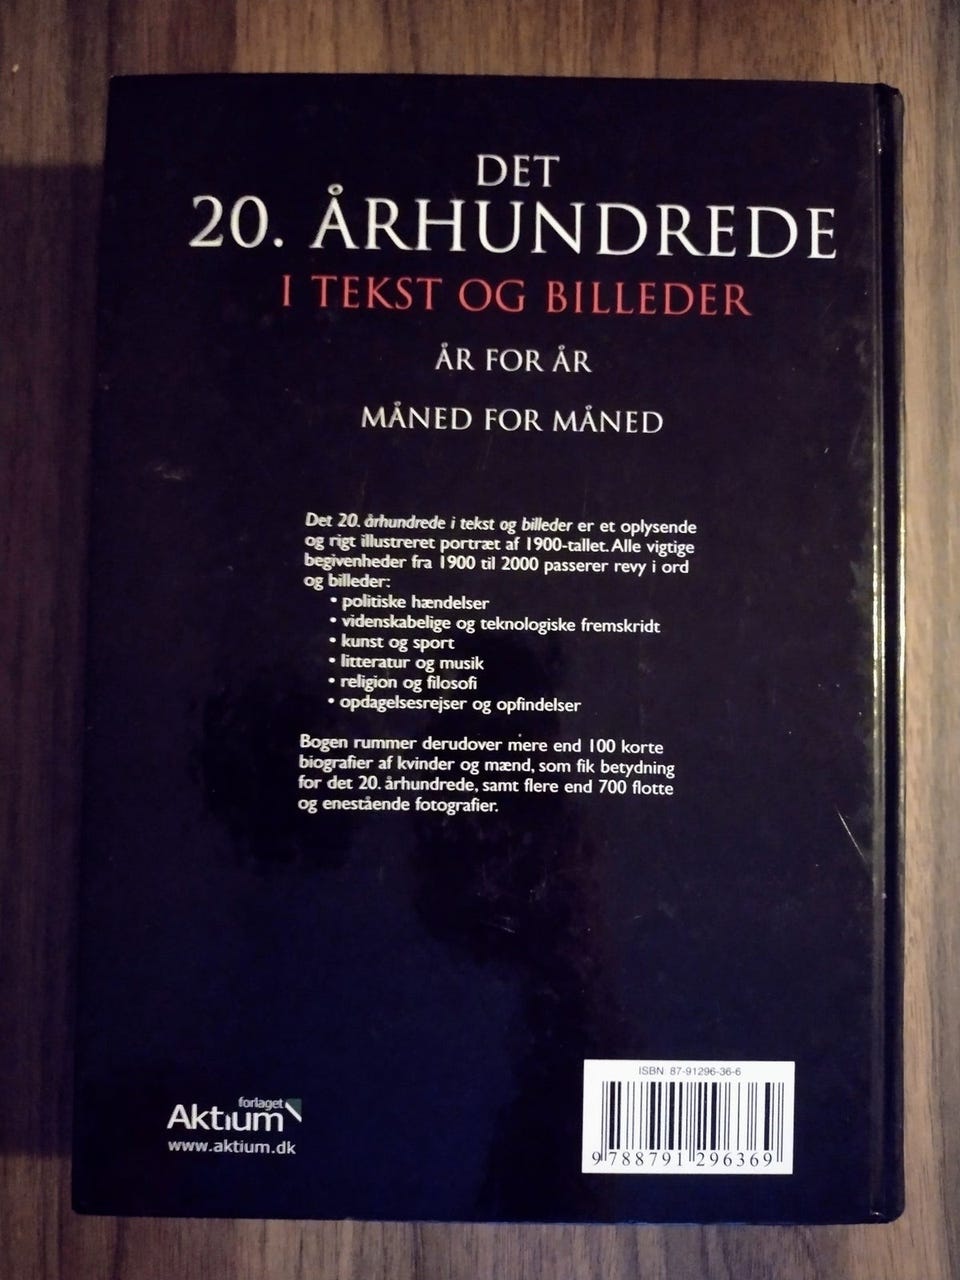 DET
20. ÅRHUNDREDE
I TEKST OG BILLEDER
ÅR FOR ÅR
MÅNED FOR MÅNED
Det 20. århundrede i tekst og billeder er et oplysende
og rigt illustreret portræt af 1900-tallet. Alle vigtige
begivenheder fra 1900 til 2000 passerer revy i ord
og billeder:
• politiske hændelser
• videnskabelige og teknologiske fremskridt
• kunst og sport
• litteratur og musik
• religion og filosofi
• opdagelsesrejser og opfindelser
Bogen rummer derudover mere end 100 korte
biografier af kvinder og mænd, som fik betydning
for det 20. århundrede, samt flere end 700 flotte
og enestående fotografier.
forlaget
Aktium
www.aktium.dk
ISBN 87-91296-36-6
9 788791 296369